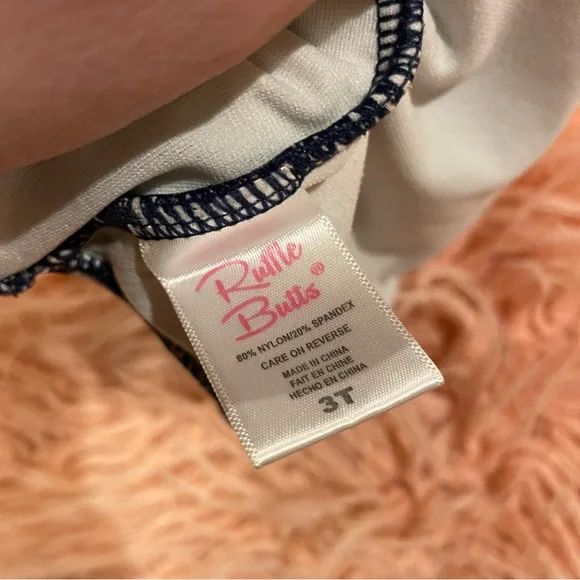 Ruffle
Butts®
80% NYLON/20% SPANDEX
CARE ON REVERSE
MADE IN CHINA
FAIT EN CHINE
HECHO EN CHINA
3T